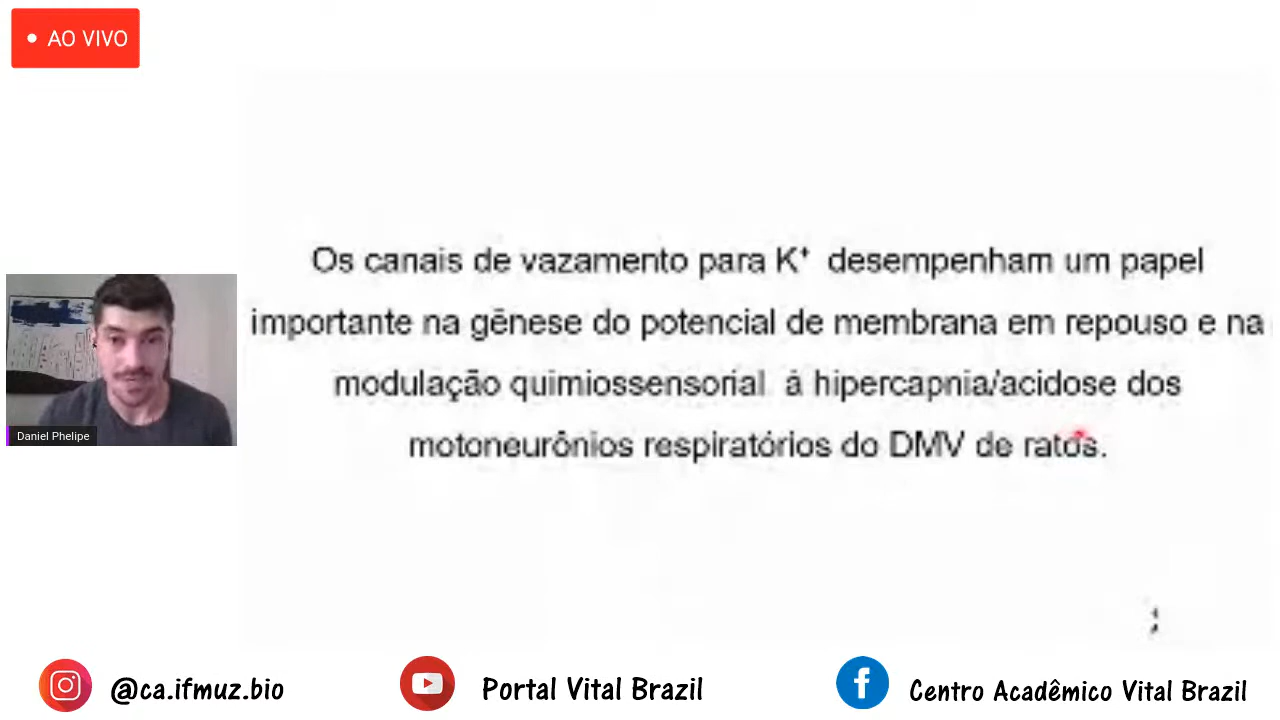 AO VIVO
Os canais de vazamento para K⁺ desempenham um papel
importante na gênese do potencial de membrana em repouso e na
modulação quimiossensorial à hipercapnia/acidose dos
motoneurônios respiratórios do DMV de ratos.
Daniel Phelipe
@ca.ifmuz.bio
Portal Vital Brazil
Centro Acadêmico Vital Brazil